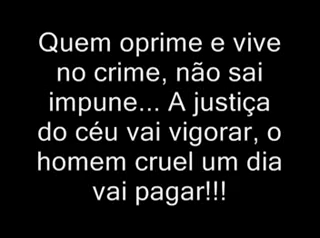 Quem oprime e vive
no crime, não sai
impune... A justiça
do céu vai vigorar, o
homem cruel um dia
vai pagar!!!